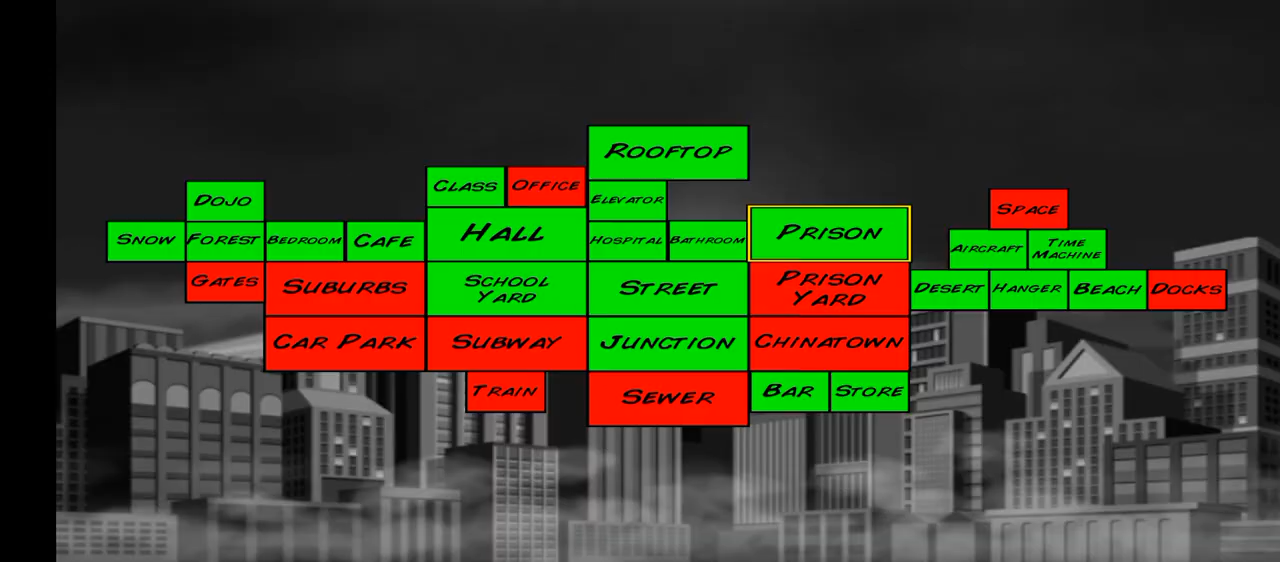 Rooftop
Class
Office
Dojo
Elevator
Space
Snow
Forest
Bedroom
Cafe
Hall
Hospital
Bathroom
Prison
Aircraft
Time
Machine
Gates
Suburbs
School
Yard
Street
Prison
Yard
Desert
Hanger
Beach
Docks
Car Park
Subway
Junction
Chinatown
Train
Sewer
Bar
Store